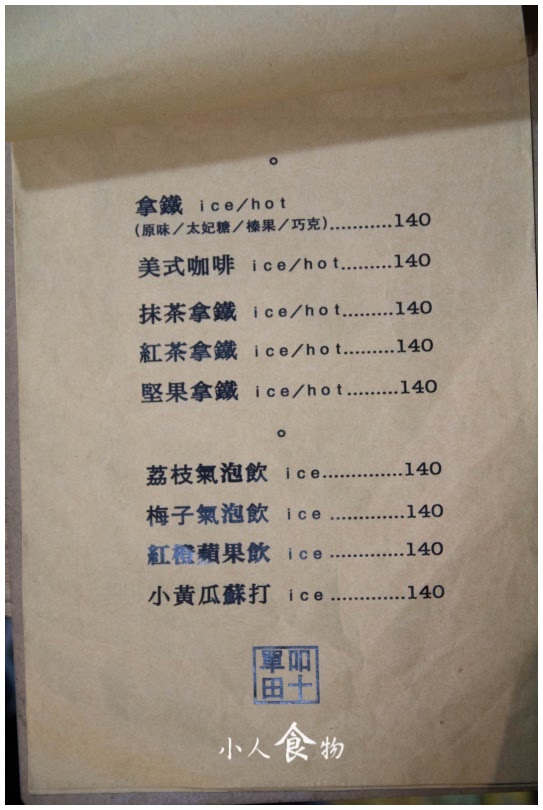 拿鐵 ice/hot
(原味/太妃糖/榛果/巧克)...........140
美式咖啡 ice/hot.........140
抹茶拿鐵 ice/hot.........140
紅茶拿鐵 ice/hot.........140
堅果拿鐵 ice/hot.........140
荔枝氣泡飲 ice..............140
梅子氣泡飲 ice .............140
紅橙蘋果飲 ice .............140
小黃瓜蘇打 ice .............140
單叩
田十
小人食物